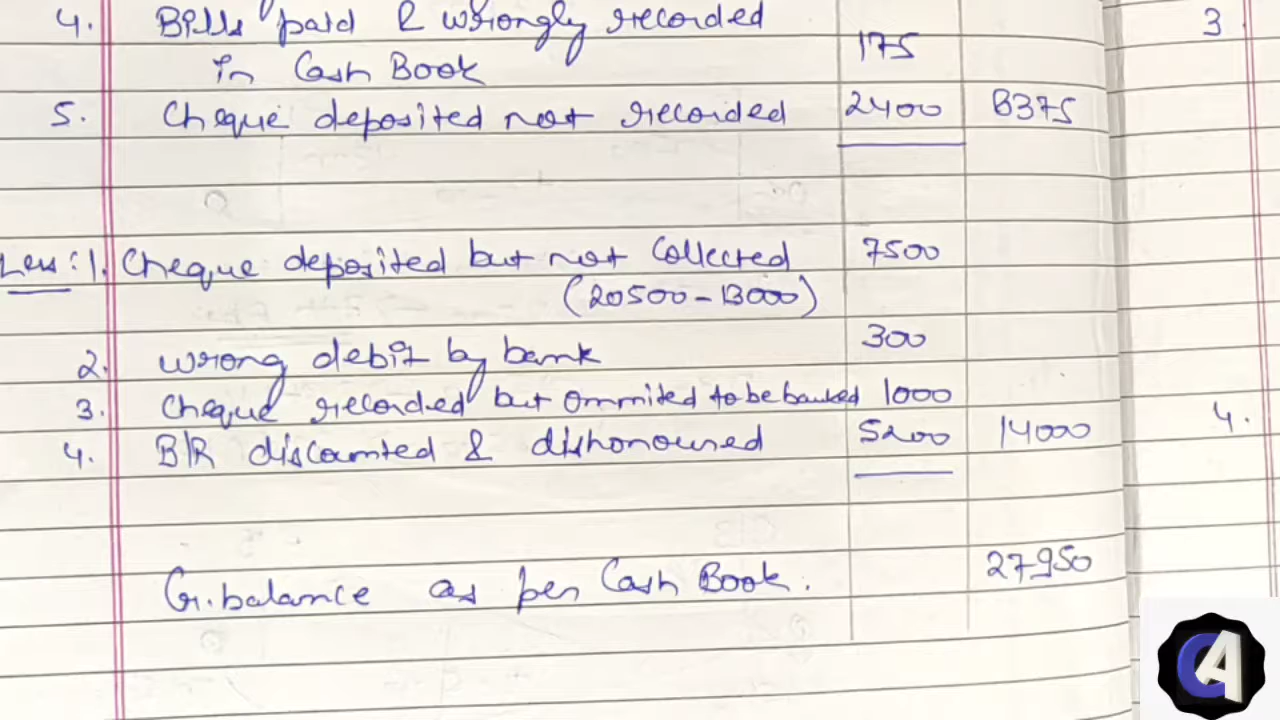 4. Bills paid & wrongly recorded
in Cash Book 175
5. Cheque deposited not recorded 2400 13375
Less: 1. Cheque deposited but not Collected 7500
(20500-13000)
2. wrong debit by bank 300
3. Cheque recorded but ommited to be banked 1000
4. B/R discounted & dishonoured 5200 14000
Cr. balance as per Cash Book. 27950
3.
4.
CA